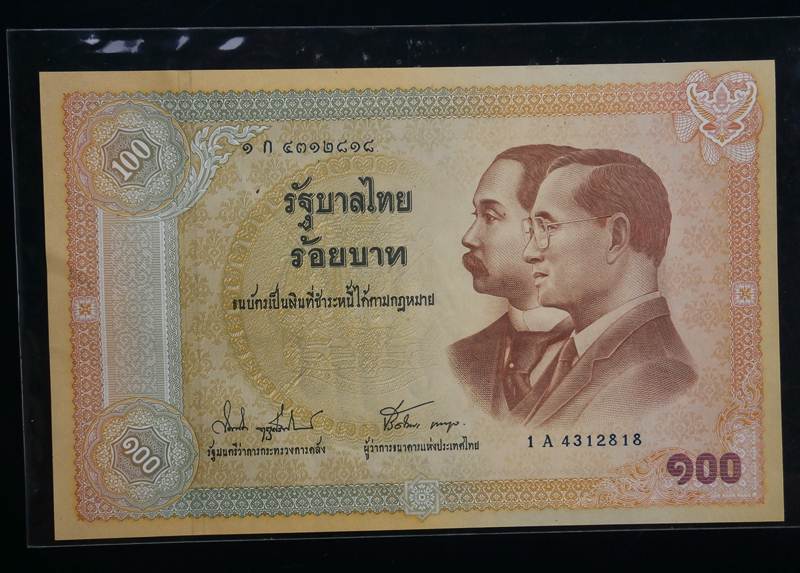 100
๑ ก ๔๓๑๒๘๑๘
รัฐบาลไทย
ร้อยบาท
ธนบัตรเป็นเงินที่ชำระหนี้ได้ตามกฎหมาย
รัฐมนตรีว่าการกระทรวงการคลัง
ผู้ว่าการธนาคารแห่งประเทศไทย
1 A 4312818
๑๐๐
๑๐๐